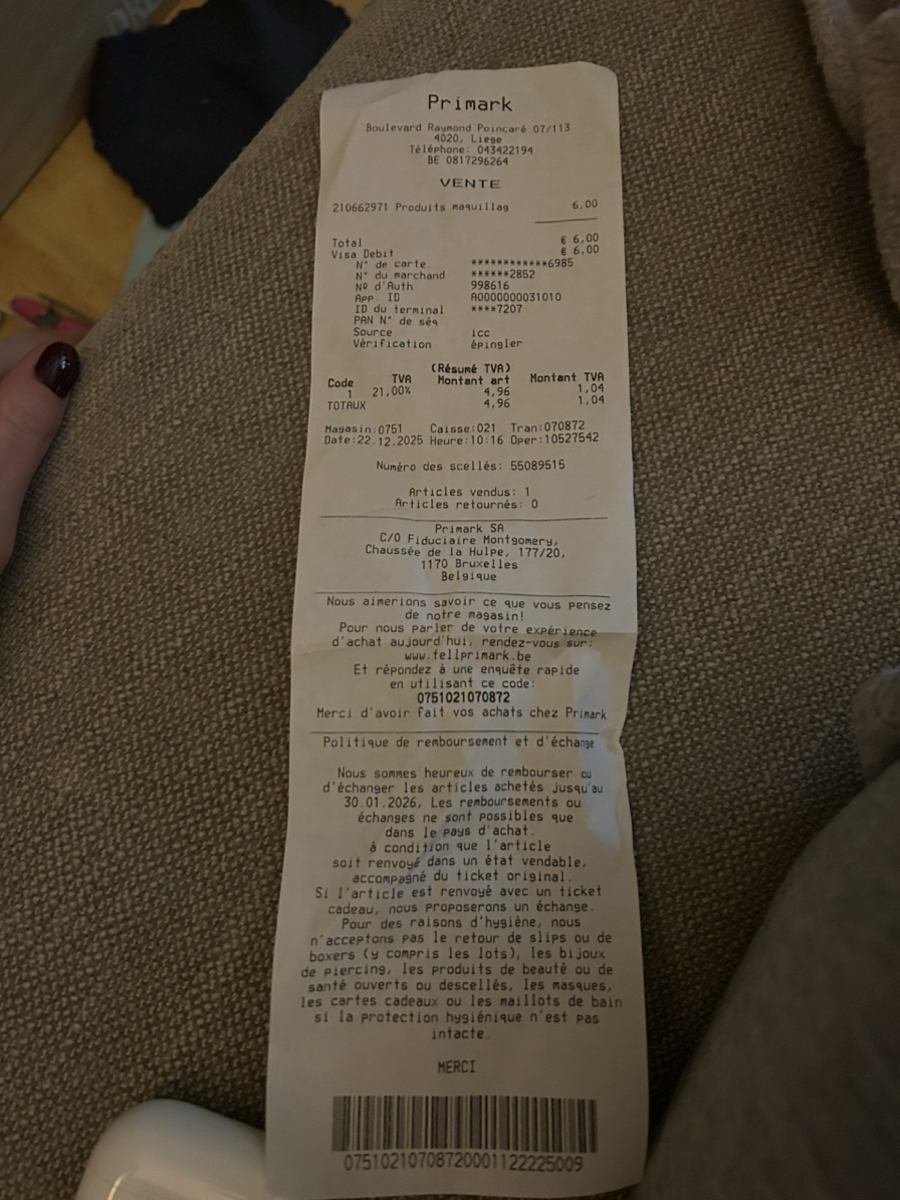 Primark
Boulevard Raymond Poincaré 07/113
4020, Liege
Téléphone: 043422194
BE 0817296264
VENTE
210662971 Produits maquillag 6,00
Total € 6,00
Visa Debit € 6,00
N° de carte ************6985
N° du marchand ******2852
Nº d'Auth 998616
App. ID A0000000031010
ID du terminal ****7207
PAN N° de séq
Source icc
Vérification épingler
(Résumé TVA)
Code TVA Montant art Montant TVA
1 21,00% 4,96 1,04
TOTAUX 4,96 1,04
Magasin:0751 Caisse:021 Tran:070872
Date:22.12.2025 Heure:10:16 Oper:10527542
Numéro des scellés: 55089515
Articles vendus: 1
Articles retournés: 0
Primark SA
C/O Fiduciaire Montgomery,
Chaussée de la Hulpe, 177/20,
1170 Bruxelles
Belgique
Nous aimerions savoir ce que vous pensez
de notre magasin!
Pour nous parler de votre expérience
d'achat aujourd'hui, rendez-vous sur:
www.tellprimark.be
Et répondez à une enquête rapide
en utilisant ce code:
0751021070872
Merci d'avoir fait vos achats chez Primark
Politique de remboursement et d'échange
Nous sommes heureux de rembourser ou
d'échanger les articles achetés jusqu'au
30.01.2026, Les remboursements ou
échanges ne sont possibles que
dans le pays d'achat.
à condition que l'article
soit renvoyé dans un état vendable,
accompagné du ticket original.
Si l'article est renvoyé avec un ticket
cadeau, nous proposerons un échange.
Pour des raisons d'hygiène, nous
n'acceptons pas le retour de slips ou de
boxers (y compris les lots), les bijoux
de piercing, les produits de beauté ou de
santé ouverts ou descellés, les masques,
les cartes cadeaux ou les maillots de bain
si la protection hygiénique n'est pas
intacte.
MERCI
07510210708720001122225009